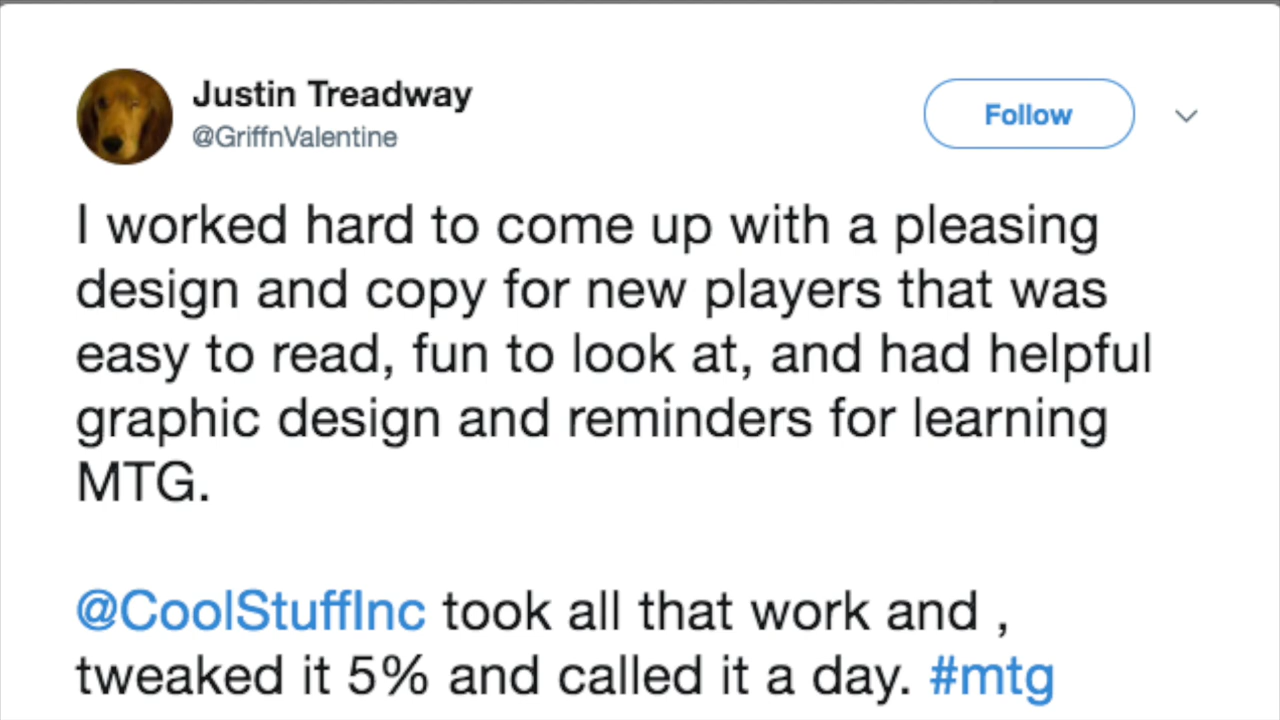 Justin Treadway
@GriffnValentine
Follow
I worked hard to come up with a pleasing
design and copy for new players that was
easy to read, fun to look at, and had helpful
graphic design and reminders for learning
MTG.
@CoolStuffInc took all that work and ,
tweaked it 5% and called it a day. #mtg